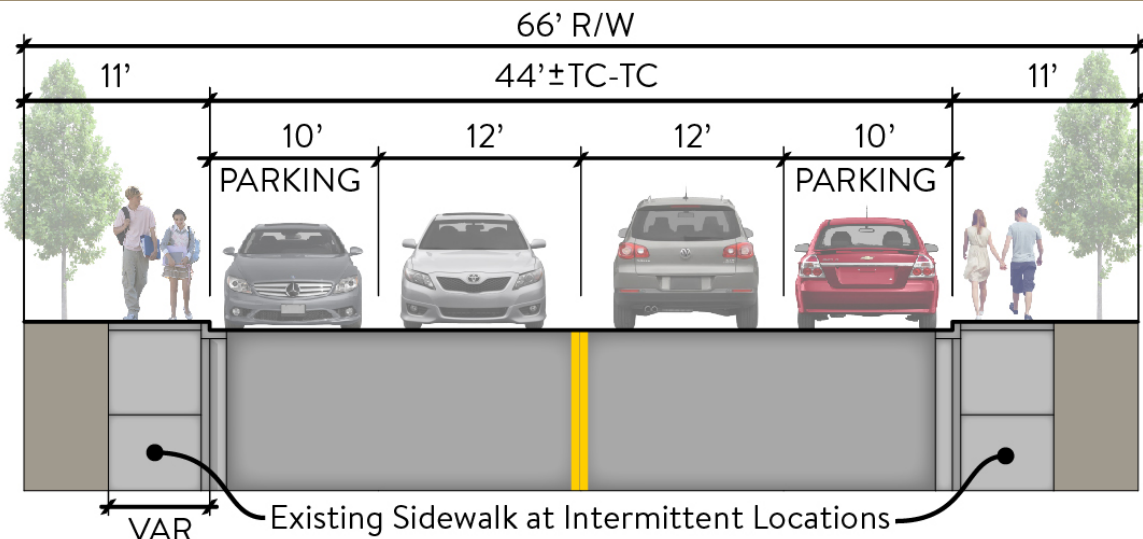 66’ R/W
11’
44’±TC-TC
11’
10’
12’
12’
10’
PARKING
PARKING
Existing Sidewalk at Intermittent Locations
VAR